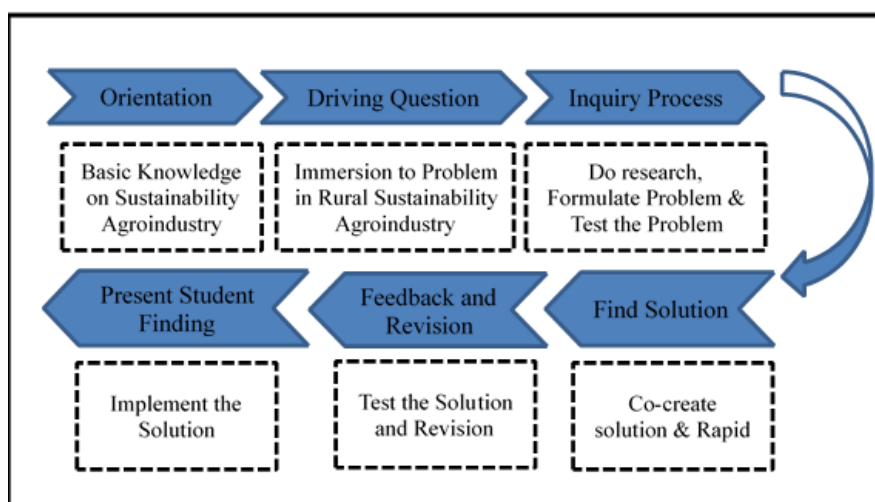 Orientation
Driving Question
Inquiry Process
Basic Knowledge
on Sustainability
Agroindustry
Immersion to Problem
in Rural Sustainability
Agroindustry
Do research,
Formulate Problem &
Test the Problem
Find Solution
Feedback and
Revision
Present Student
Finding
Co-create
solution & Rapid
Test the Solution
and Revision
Implement the
Solution